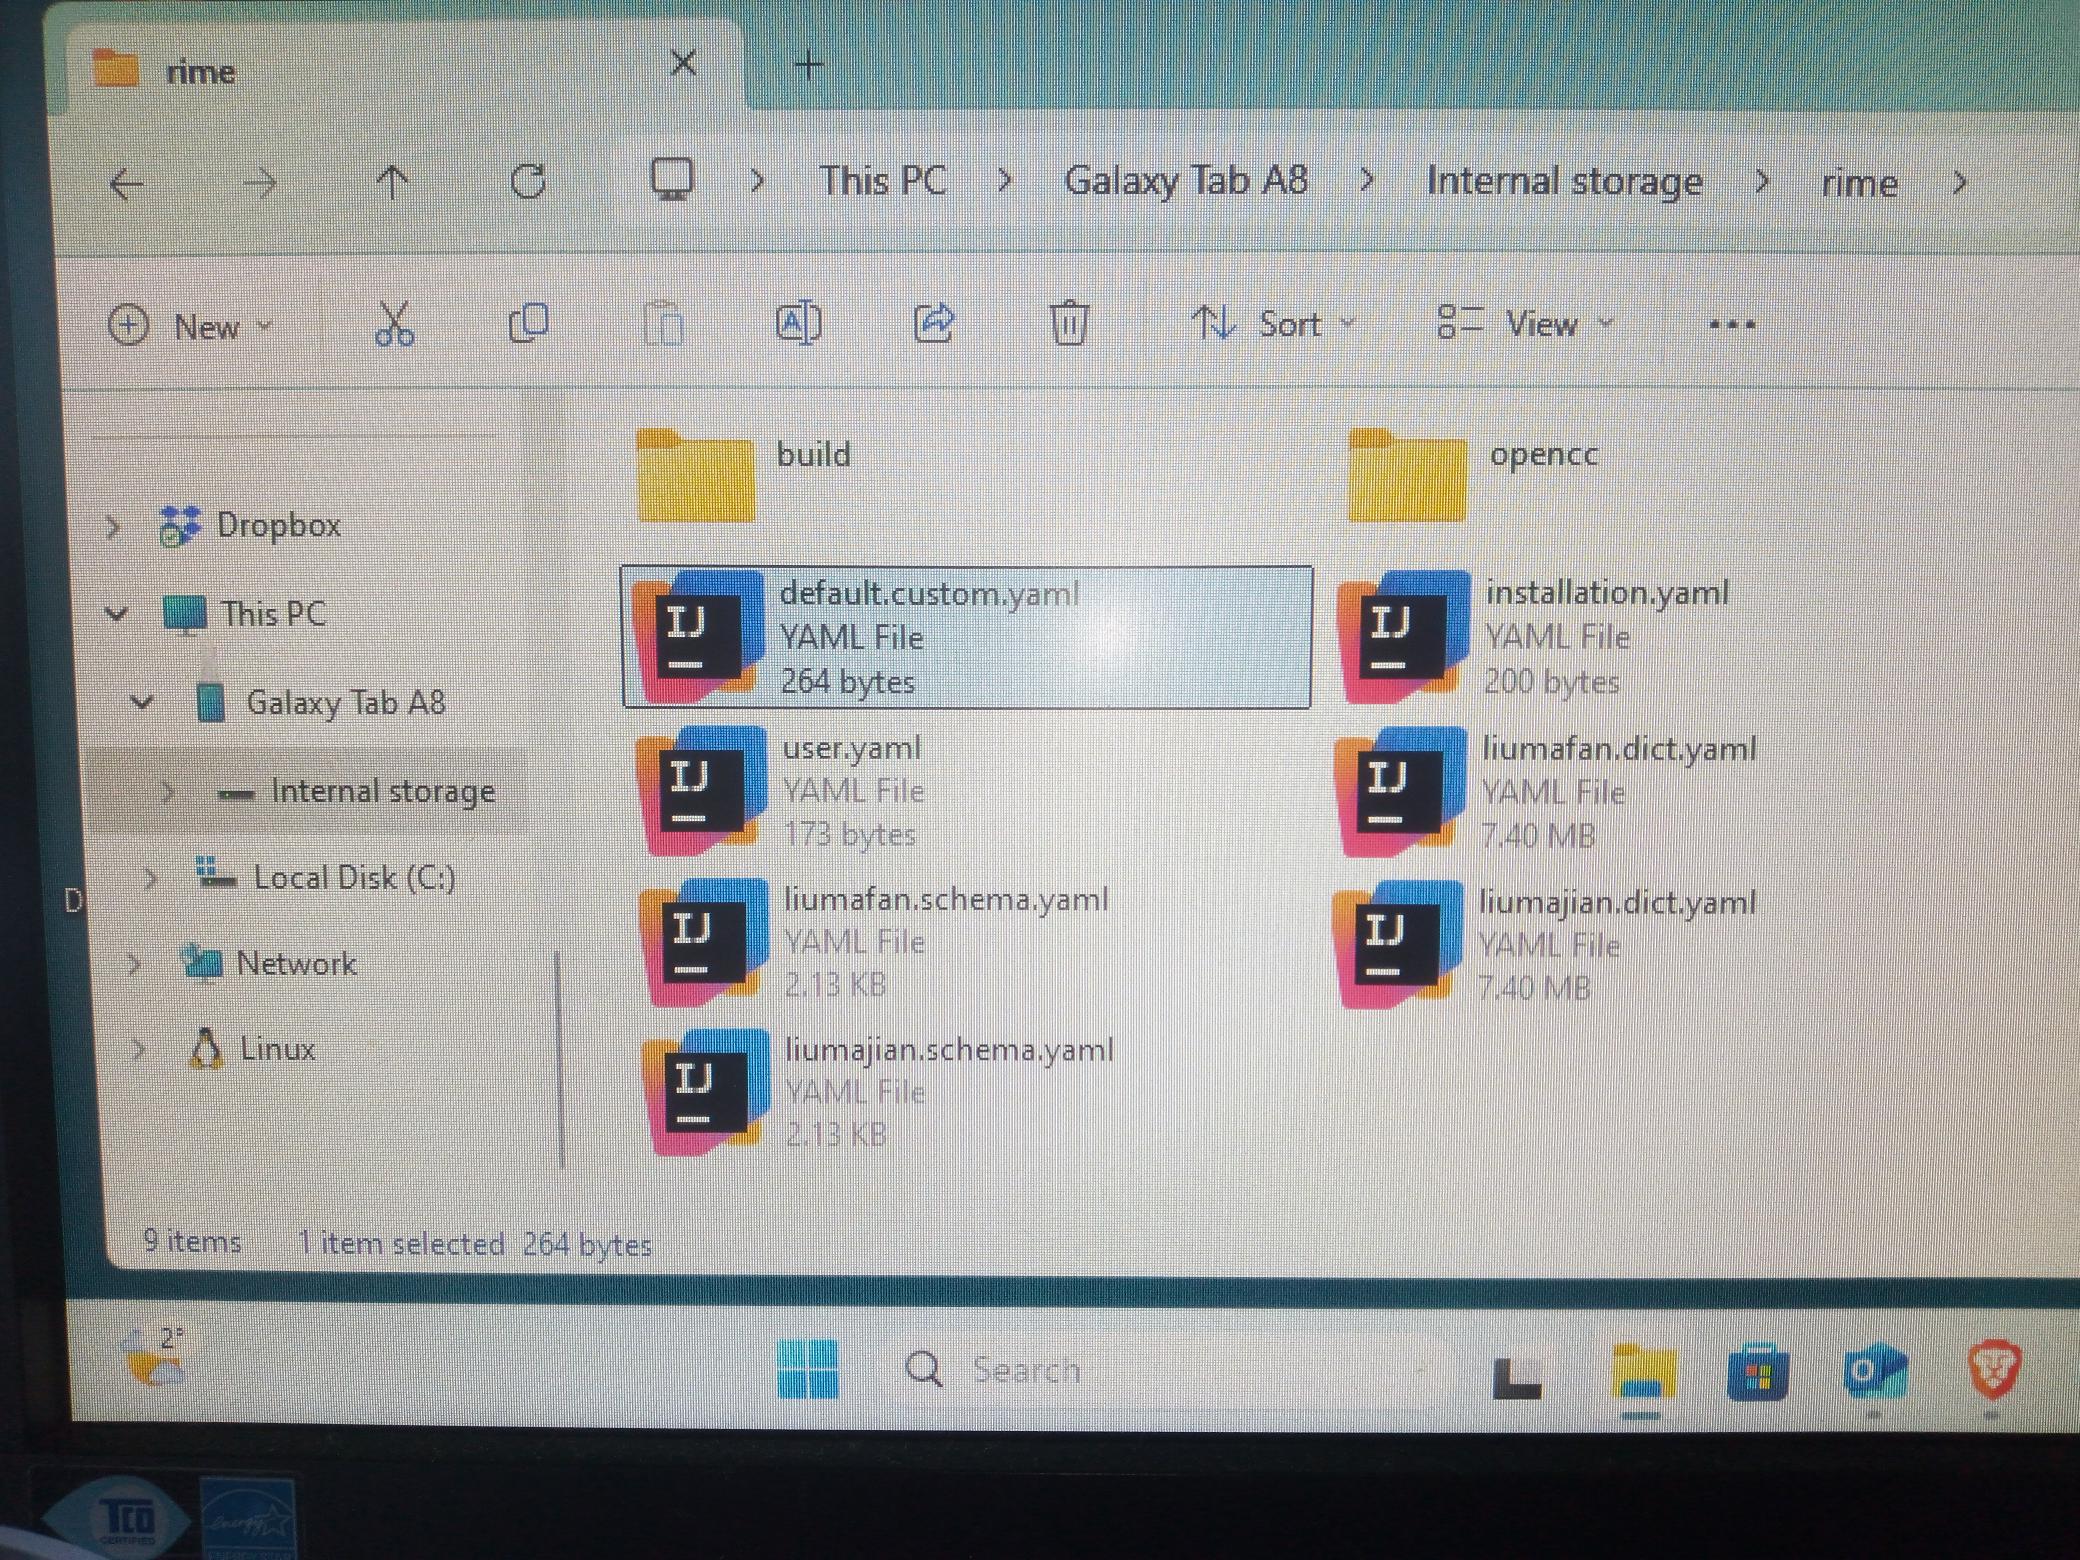 rime
This PC > Galaxy Tab A8 > Internal storage > rime >
New
Sort
View
build
opencc
Dropbox
This PC
Galaxy Tab A8
Internal storage
Local Disk (C:)
Network
Linux
D
default.custom.yaml
YAML File
264 bytes
installation.yaml
YAML File
200 bytes
user.yaml
YAML File
173 bytes
liumafan.dict.yaml
YAML File
7.40 MB
liumafan.schema.yaml
YAML File
2.13 KB
liumajian.dict.yaml
YAML File
7.40 MB
liumajian.schema.yaml
YAML File
2.13 KB
IJ
IJ
IJ
IJ
IJ
IJ
IJ
9 items 1 item selected 264 bytes
2°
Search
TCO
CERTIFIED
energy
ENERGY STAR